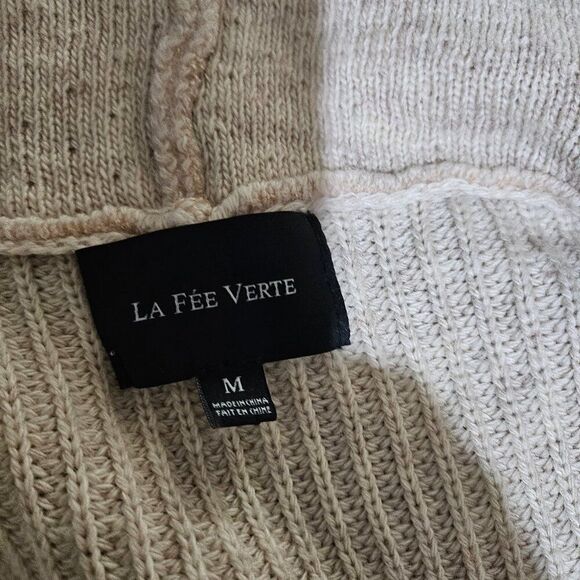 LA FÉE VERTE
M
MADE IN CHINA
FAIT EN CHINE